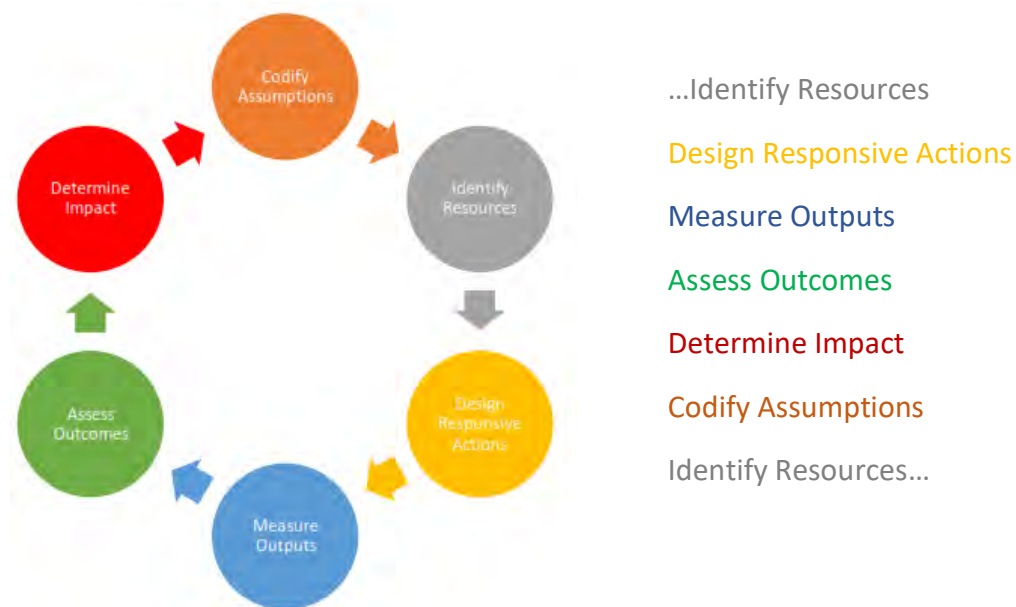 Codify
Assumptions
Identify
Resources
Design
Responsive
Actions
Measure
Outputs
Assess
Outcomes
Determine
Impact
...Identify Resources
Design Responsive Actions
Measure Outputs
Assess Outcomes
Determine Impact
Codify Assumptions
Identify Resources...